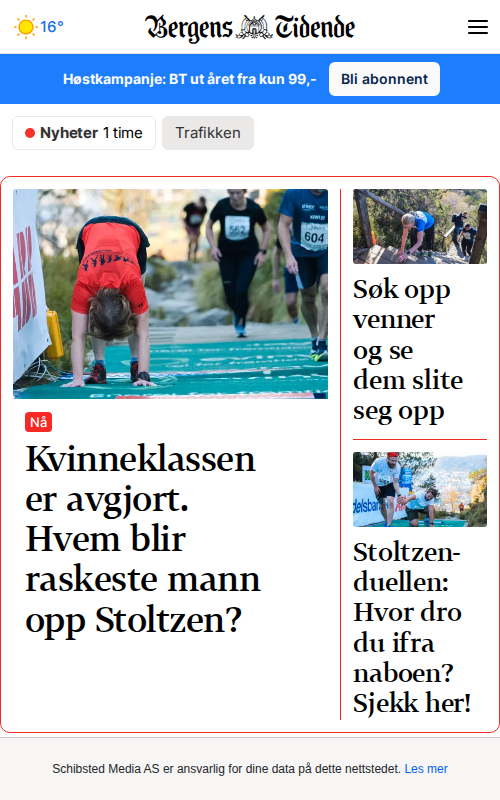 16°
Bergens Tidende
Høstkampanje: BT ut året fra kun 99,-
Bli abonnent
Nyheter 1 time
Trafikken
562
604
Nå
Kvinneklassen
er avgjort.
Hvem blir
raskeste mann
opp Stoltzen?
Søk opp
venner
og se
dem slite
seg opp
Stoltzen-
duellen:
Hvor dro
du ifra
naboen?
Sjekk her!
Schibsted Media AS er ansvarlig for dine data på dette nettstedet. Les mer